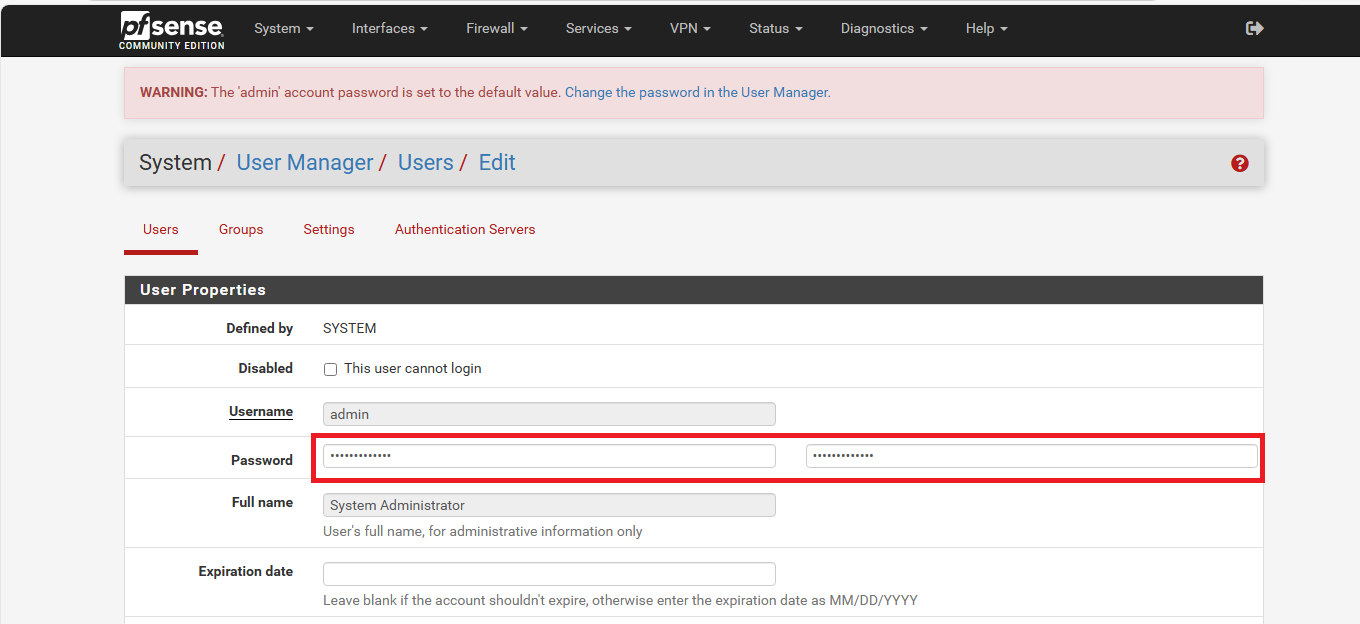 pfsense
COMMUNITY EDITION
System Interfaces Firewall Services VPN Status Diagnostics Help
WARNING: The 'admin' account password is set to the default value. Change the password in the User Manager.
System / User Manager / Users / Edit
Users Groups Settings Authentication Servers
User Properties
Defined by SYSTEM
Disabled This user cannot login
Username admin
Password ••••••••••••• •••••••••••••
Full name System Administrator
User's full name, for administrative information only
Expiration date
Leave blank if the account shouldn't expire, otherwise enter the expiration date as MM/DD/YYYY